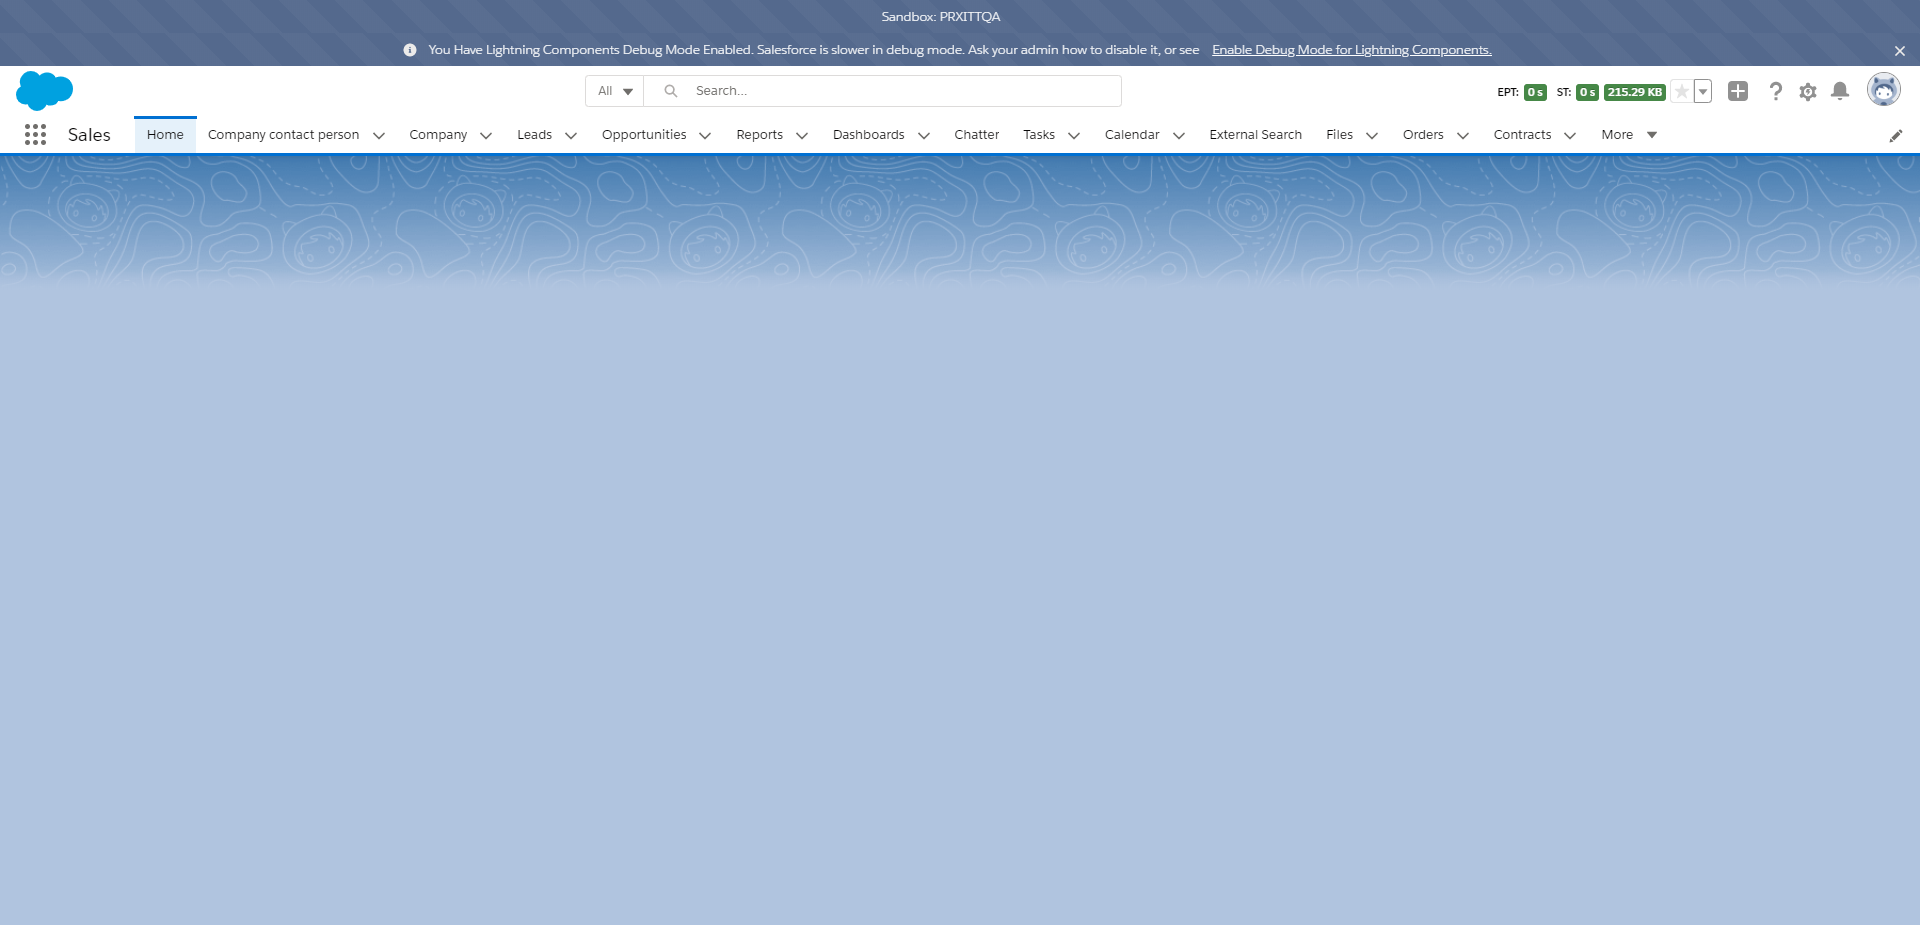 Sandbox: PRXITTQA
You Have Lightning Components Debug Mode Enabled. Salesforce is slower in debug mode. Ask your admin how to disable it, or see Enable Debug Mode for Lightning Components.
All Search... EPT: 0 s ST: 0 s 215.29 KB
Sales Home Company contact person Company Leads Opportunities Reports Dashboards Chatter Tasks Calendar External Search Files Orders Contracts More